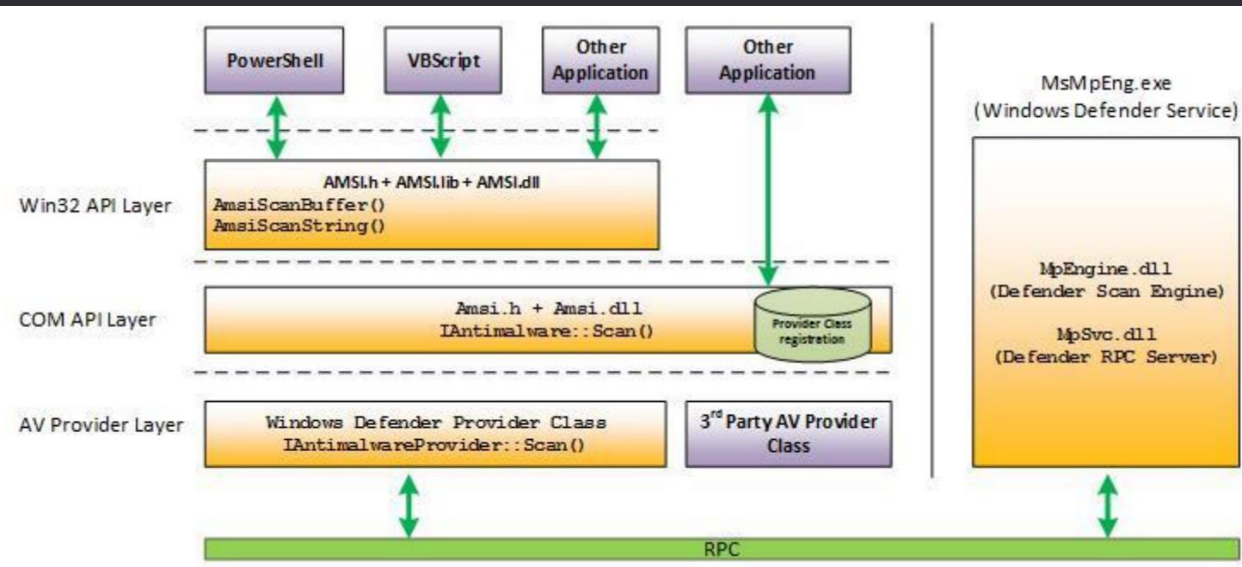 PowerShell
VBScript
Other
Application
Other
Application
MsMpEng.exe
(Windows Defender Service)
Win32 API Layer
AMSI.h + AMSI.lib + AMSI.dll
AmsiScanBuffer()
AmsiScanString()
COM API Layer
Amsi.h + Amsi.dll
IAntimalware::Scan()
Provider Class
registration
AV Provider Layer
Windows Defender Provider Class
IAntimalwareProvider::Scan()
3rd Party AV Provider
Class
MpEngine.dll
(Defender Scan Engine)
MpSvc.dll
(Defender RPC Server)
RPC